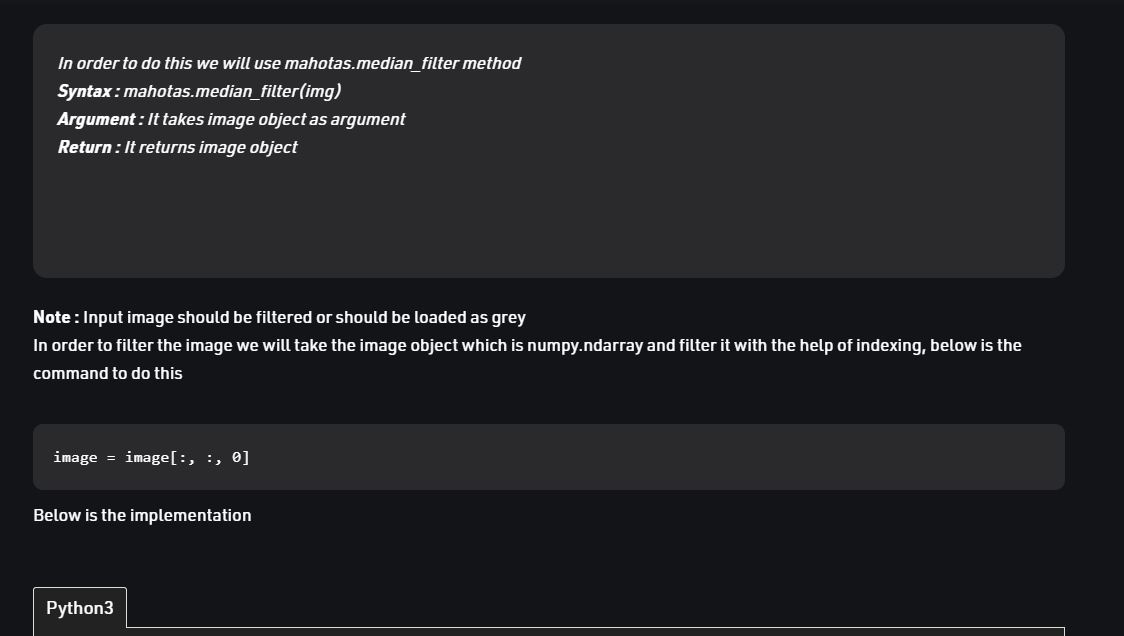 In order to do this we will use mahotas.median_filter method
Syntax : mahotas.median_filter(img)
Argument : It takes image object as argument
Return : It returns image object
Note : Input image should be filtered or should be loaded as grey
In order to filter the image we will take the image object which is numpy.ndarray and filter it with the help of indexing, below is the
command to do this
image = image[:, :, 0]
Below is the implementation
Python3